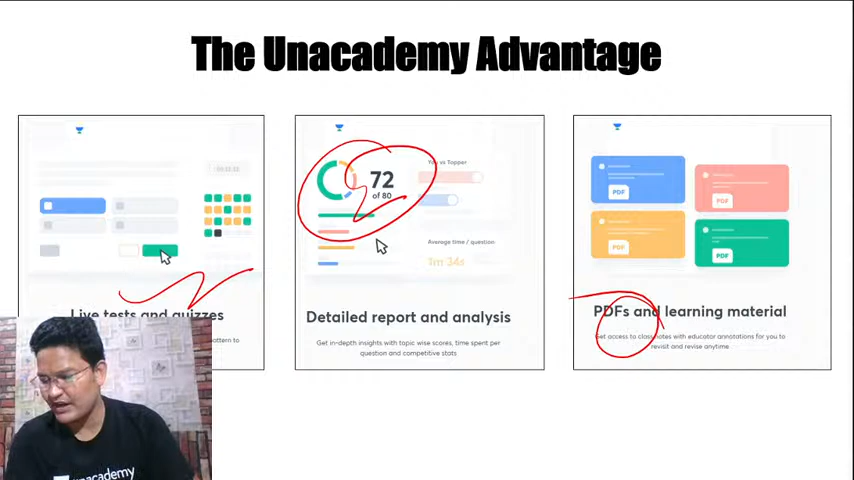 The Unacademy Advantage
72
of 80
You vs Topper
Average time / question
1m 34s
PDF
PDF
PDF
PDF
Live tests and quizzes
Detailed report and analysis
Get in-depth insights with topic wise scores, time spent per
question and competitive stats
PDFs and learning material
Get access to class notes with educator annotations for you to
revisit and revise anytime
unacademy